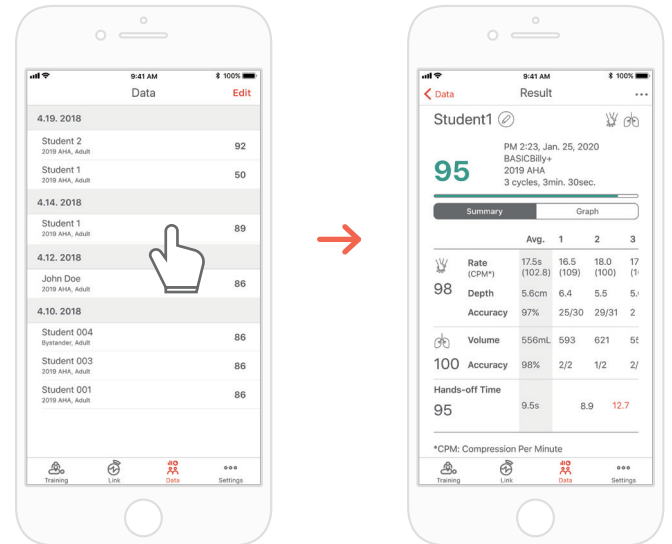 9:41 AM
100%
Data
Edit
4.19. 2018
Student 2
2019 AHA, Adult
92
Student 1
2019 AHA, Adult
50
4.14. 2018
Student 1
2019 AHA, Adult
89
4.12. 2018
John Doe
2019 AHA, Adult
86
4.10. 2018
Student 004
Bystander, Adult
86
Student 003
2019 AHA, Adult
86
Student 001
2019 AHA, Adult
86
Training Link Data Settings
9:41 AM
100%
Data
Result
Student1
95
PM 2:23, Jan. 25, 2020
BASICBilly+
2019 AHA
3 cycles, 3min. 30sec.
Summary Graph
Avg. 1 2 3
Rate 17.5s 16.5 18.0 17
(CPM*) (102.8) (109) (100) (1
98
Depth 5.6cm 6.4 5.5 5.
Accuracy 97% 25/30 29/31 2
Volume 556mL 593 621 55
100 Accuracy 98% 2/2 1/2 2/
Hands-off Time
95 9.5s 8.9 12.7
*CPM: Compression Per Minute
Training Link Data Settings